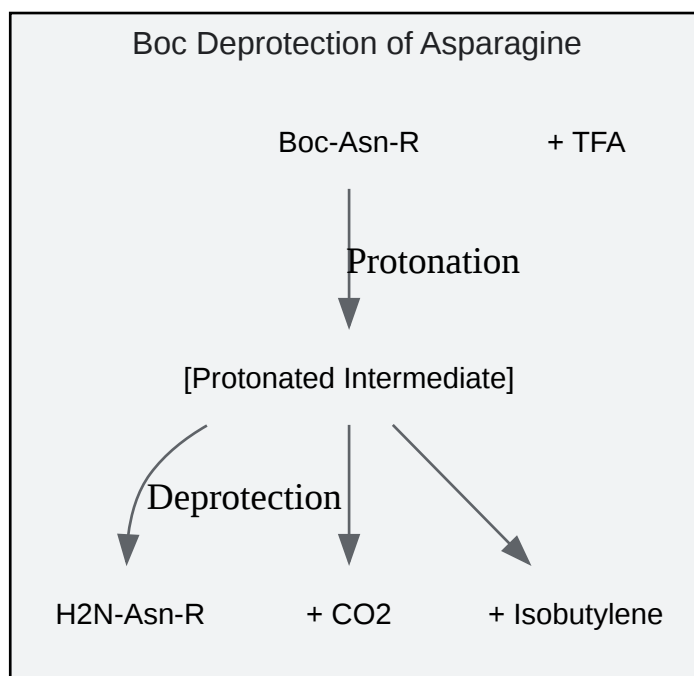 Boc Deprotection of Asparagine
Boc-Asn-R + TFA
Protonation
[Protonated Intermediate]
Deprotection
H2N-Asn-R + CO2 + Isobutylene